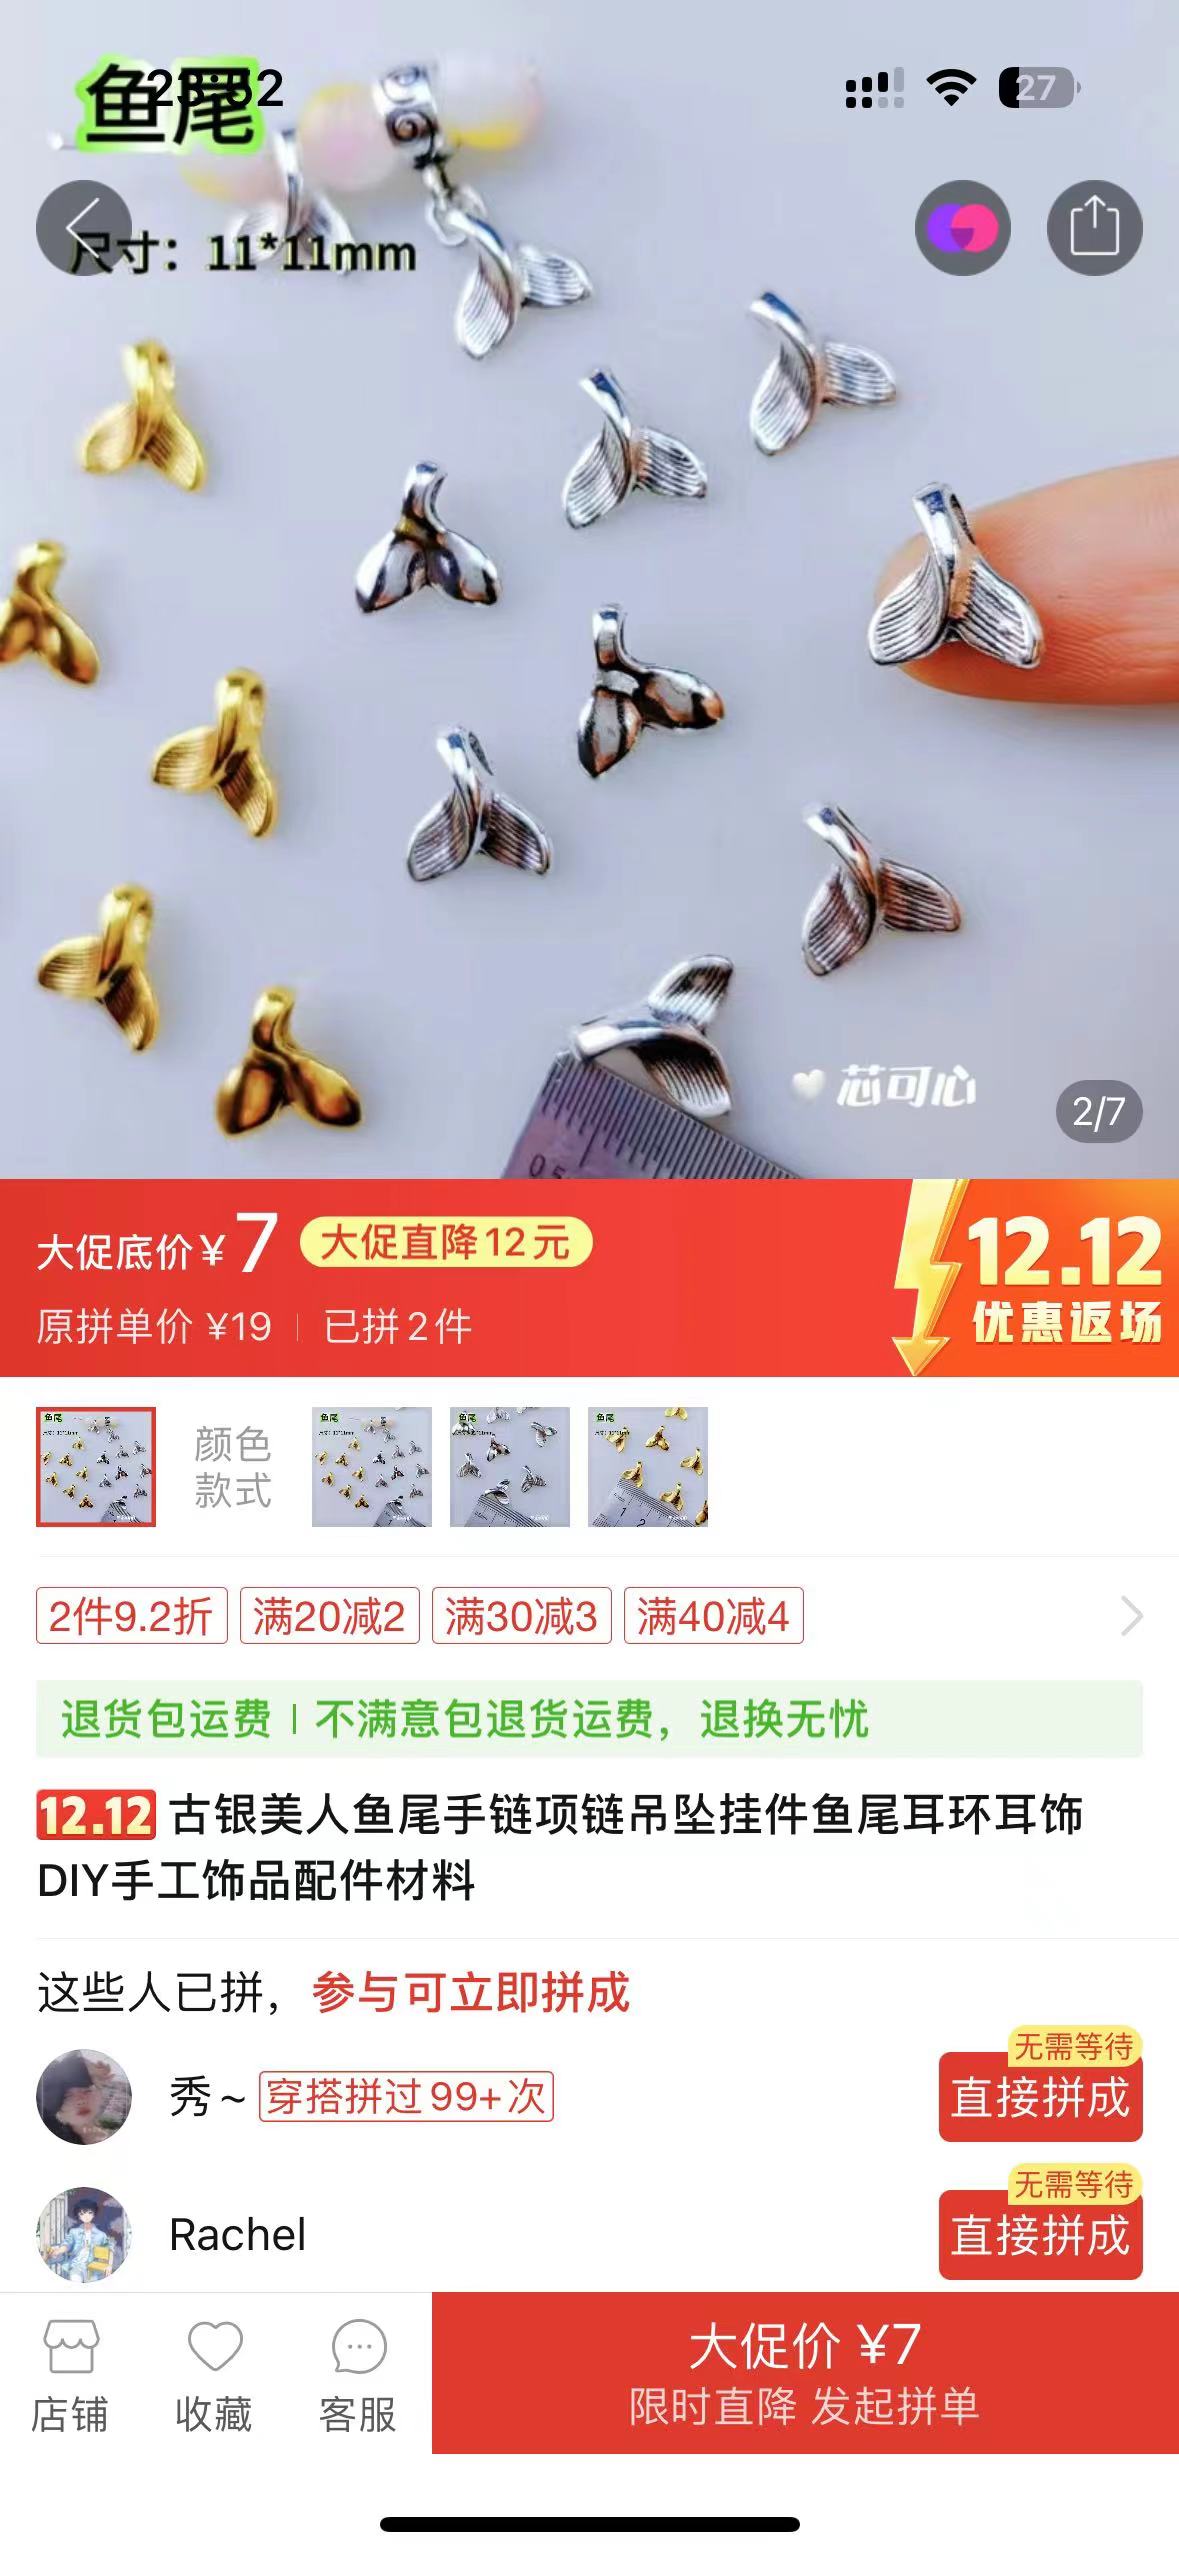 鱼尾
27
尺寸：11*11mm
芯可心
2/7
大促底价¥7 大促直降12元
12.12
优惠返场
原拼单价 ¥19 已拼2件
颜色
款式
2件9.2折 满20减2 满30减3 满40减4
退货包运费 不满意包退货运费，退换无忧
12.12 古银美人鱼尾手链项链吊坠挂件鱼尾耳环耳饰
DIY手工饰品配件材料
这些人已拼，参与可立即拼成
无需等待
秀~ 穿搭拼过99+次 直接拼成
无需等待
Rachel 直接拼成
店铺 收藏 客服
大促价 ¥7
限时直降 发起拼单